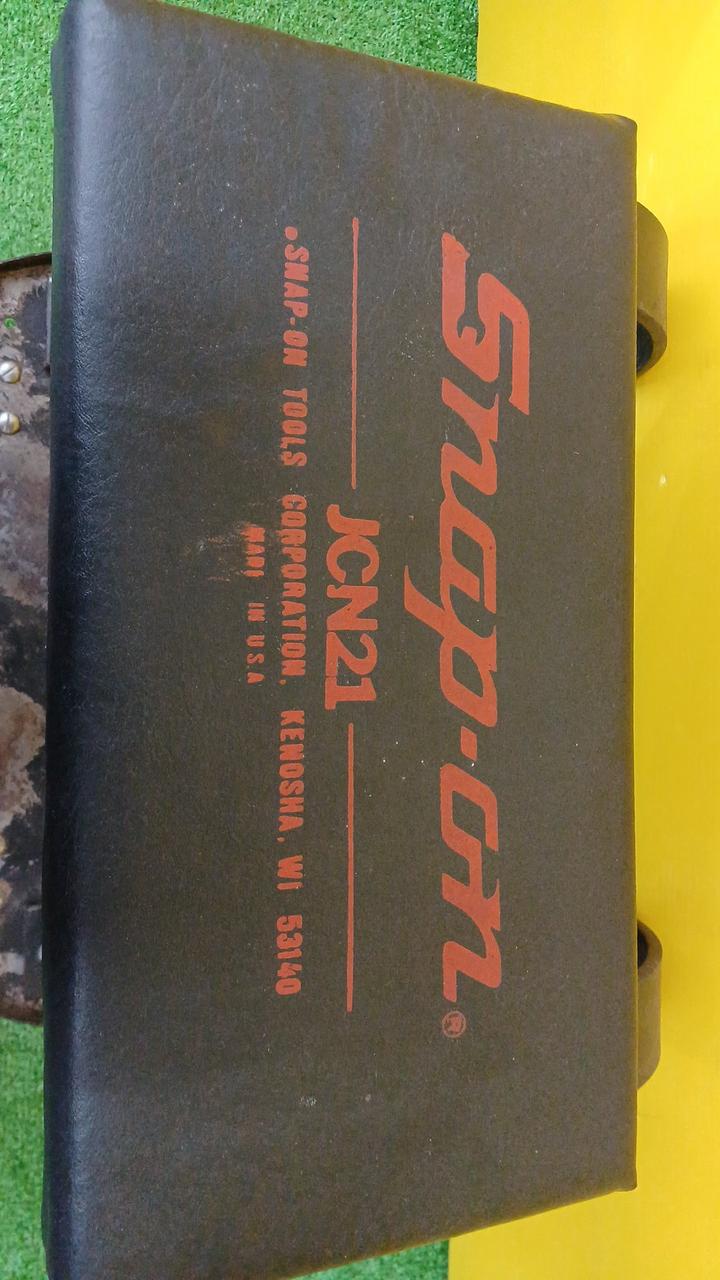 Snap-on®
JCN21
SNAP-ON TOOLS CORPORATION, KENOSHA, WI 53140
MADE IN U.S.A